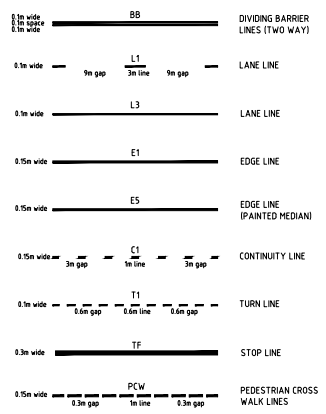 0.1m wide
0.1m space
0.1m wide
BB
DIVIDING BARRIER
LINES (TWO WAY)
L1
0.1m wide
9m gap
3m line
9m gap
LANE LINE
L3
0.1m wide
LANE LINE
E1
0.15m wide
EDGE LINE
E5
0.15m wide
EDGE LINE
(PAINTED MEDIAN)
C1
0.15m wide
3m gap
1m line
3m gap
CONTINUITY LINE
T1
0.1m wide
0.6m gap
0.6m line
0.6m gap
TURN LINE
TF
0.3m wide
STOP LINE
PCW
0.15m wide
0.3m gap
1m line
0.3m gap
PEDESTRIAN CROSS
WALK LINES